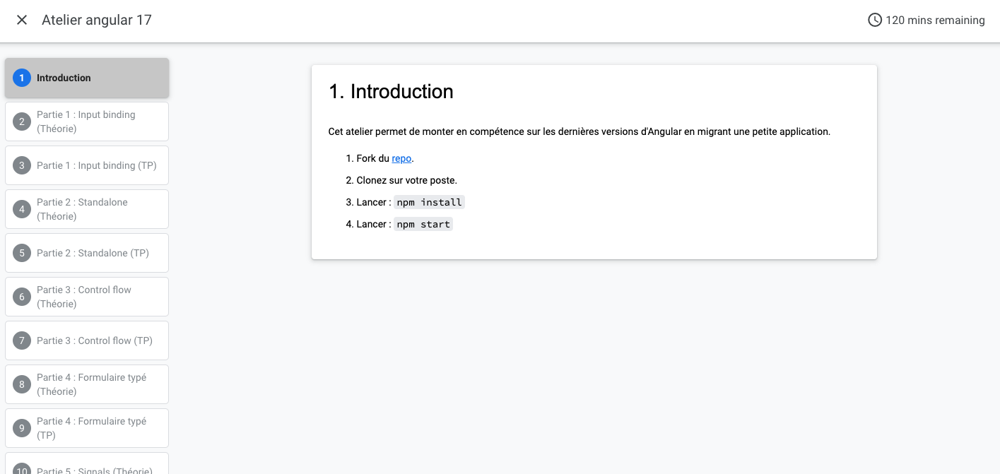 Atelier angular 17
120 mins remaining
1 Introduction
2 Partie 1 : Input binding
(Théorie)
3 Partie 1 : Input binding (TP)
4 Partie 2 : Standalone
(Théorie)
5 Partie 2 : Standalone (TP)
6 Partie 3 : Control flow
(Théorie)
7 Partie 3 : Control flow (TP)
8 Partie 4 : Formulaire typé
(Théorie)
9 Partie 4 : Formulaire typé
(TP)
10 Partie 5 : Signals (Théorie)
1. Introduction
Cet atelier permet de monter en compétence sur les dernières versions d'Angular en migrant une petite application.
1. Fork du repo.
2. Clonez sur votre poste.
3. Lancer : npm install
4. Lancer : npm start